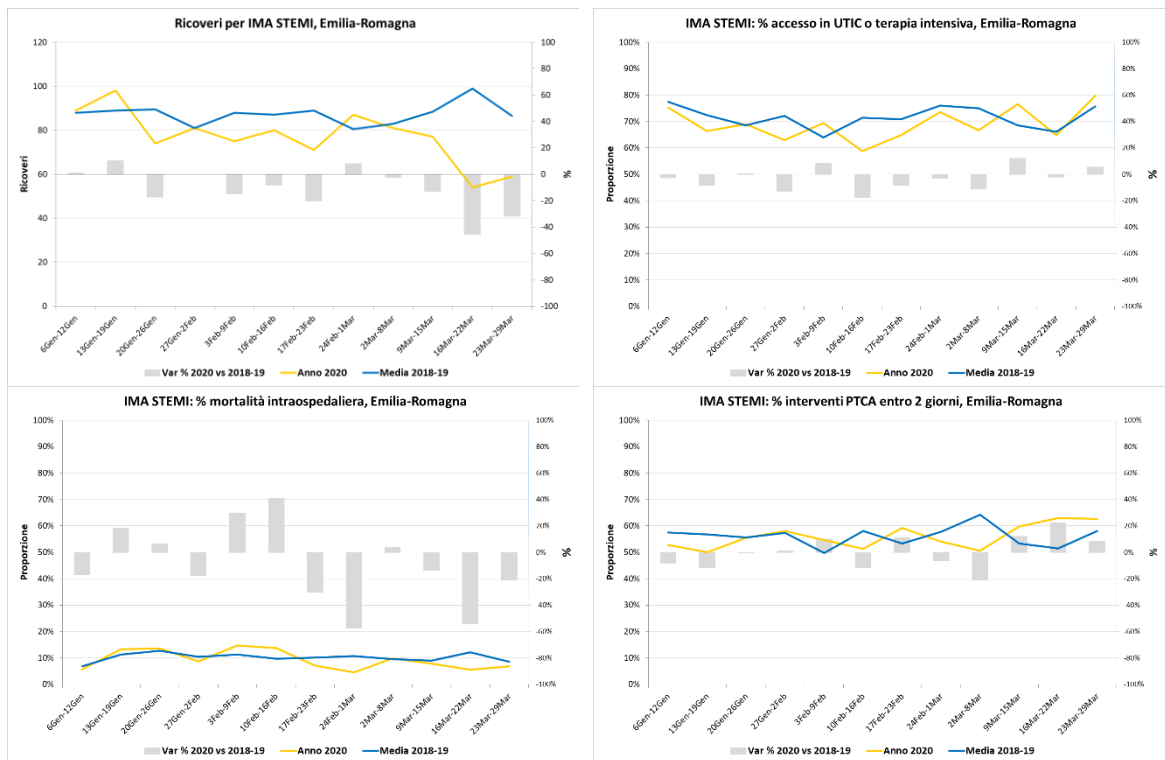 Ricoveri per IMA STEMI, Emilia-Romagna
120
100
80
60
40
20
0
Ricoveri
100
80
60
40
20
0
-20
-40
-60
-80
-100
%
6Gen-12Gen
13Gen-19Gen
20Gen-26Gen
27Gen-2Feb
3Feb-9Feb
10Feb-16Feb
17Feb-23Feb
24Feb-1Mar
2Mar-8Mar
9Mar-15Mar
16Mar-22Mar
23Mar-29Mar
Var % 2020 vs 2018-19 Anno 2020 Media 2018-19
IMA STEMI: % accesso in UTIC o terapia intensiva, Emilia-Romagna
100%
90%
80%
70%
60%
50%
40%
30%
20%
10%
0%
Proporzione
100%
80%
60%
40%
20%
0%
-20%
-40%
-60%
-80%
-100%
%
6Gen-12Gen
13Gen-19Gen
20Gen-26Gen
27Gen-2Feb
3Feb-9Feb
10Feb-16Feb
17Feb-23Feb
24Feb-1Mar
2Mar-8Mar
9Mar-15Mar
16Mar-22Mar
23Mar-29Mar
Var % 2020 vs 2018-19 Anno 2020 Media 2018-19
IMA STEMI: % mortalità intraospedaliera, Emilia-Romagna
100%
90%
80%
70%
60%
50%
40%
30%
20%
10%
0%
Proporzione
100%
80%
60%
40%
20%
0%
-20%
-40%
-60%
-80%
-100%
%
6Gen-12Gen
13Gen-19Gen
20Gen-26Gen
27Gen-2Feb
3Feb-9Feb
10Feb-16Feb
17Feb-23Feb
24Feb-1Mar
2Mar-8Mar
9Mar-15Mar
16Mar-22Mar
23Mar-29Mar
Var % 2020 vs 2018-19 Anno 2020 Media 2018-19
IMA STEMI: % interventi PTCA entro 2 giorni, Emilia-Romagna
100%
90%
80%
70%
60%
50%
40%
30%
20%
10%
0%
Proporzione
100%
80%
60%
40%
20%
0%
-20%
-40%
-60%
-80%
-100%
%
6Gen-12Gen
13Gen-19Gen
20Gen-26Gen
27Gen-2Feb
3Feb-9Feb
10Feb-16Feb
17Feb-23Feb
24Feb-1Mar
2Mar-8Mar
9Mar-15Mar
16Mar-22Mar
23Mar-29Mar
Var % 2020 vs 2018-19 Anno 2020 Media 2018-19